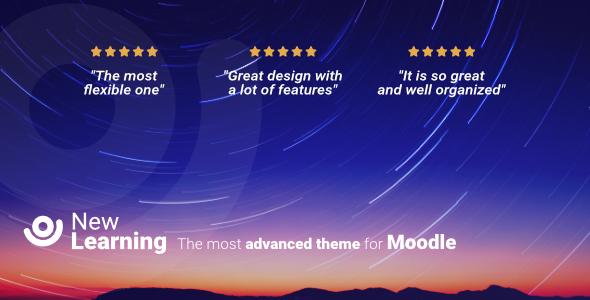 "The most
flexible one"
"Great design with
a lot of features"
"It is so great
and well organized"
New
Learning
The most advanced theme for Moodle